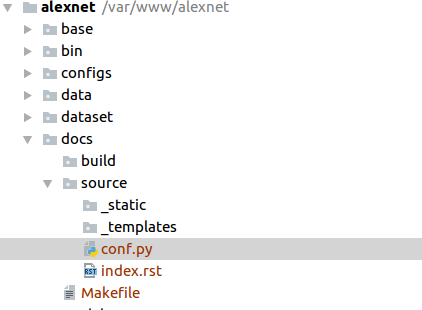 alexnet /var/www/alexnet
base
bin
configs
data
dataset
docs
build
source
_static
_templates
conf.py
RST index.rst
Makefile